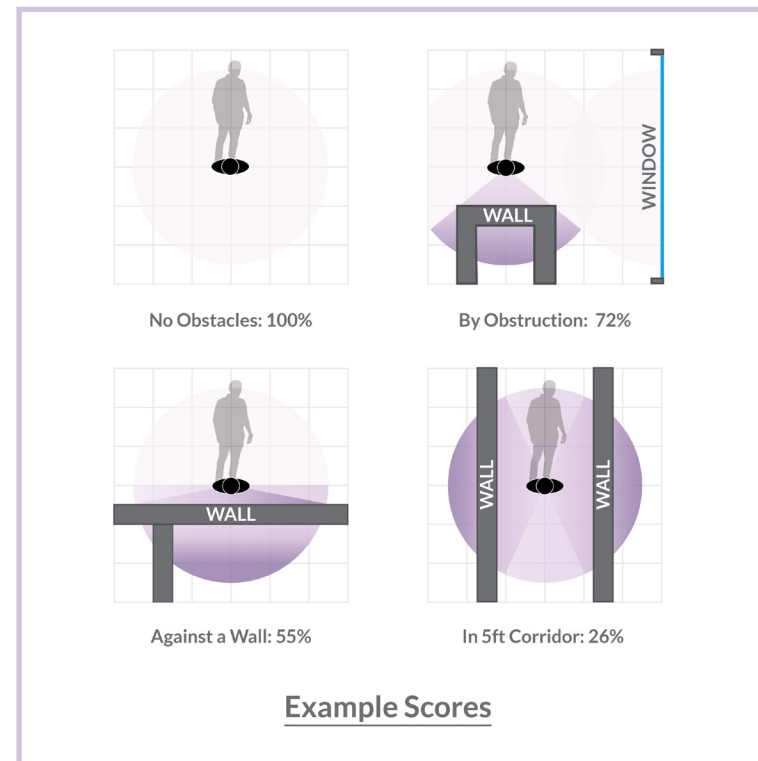 WINDOW
WALL
No Obstacles: 100%
By Obstruction: 72%
WALL
WALL
WALL
Against a Wall: 55%
In 5ft Corridor: 26%
Example Scores